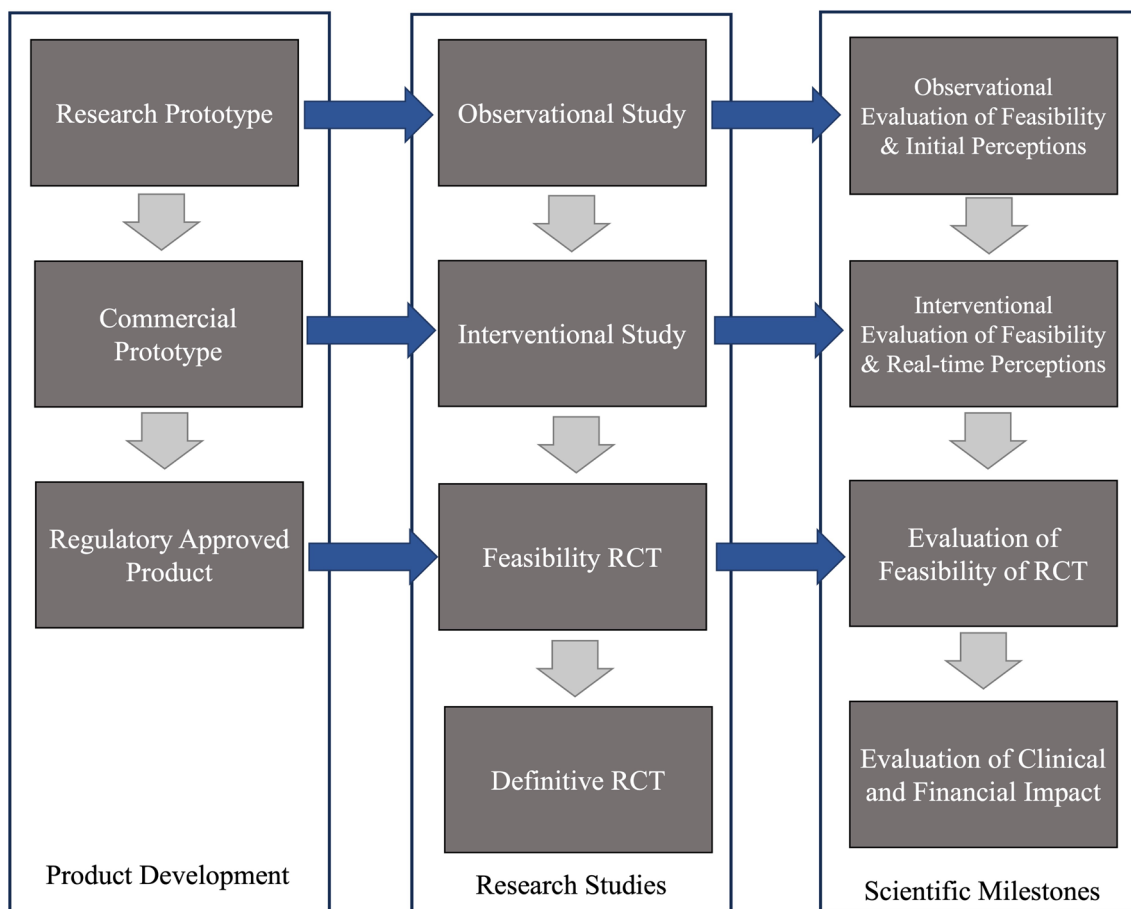 Research Prototype
Commercial
Prototype
Regulatory Approved
Product
Product Development
Observational Study
Interventional Study
Feasibility RCT
Definitive RCT
Research Studies
Observational
Evaluation of Feasibility
& Initial Perceptions
Interventional
Evaluation of Feasibility
& Real-time Perceptions
Evaluation of
Feasibility of RCT
Evaluation of Clinical
and Financial Impact
Scientific Milestones